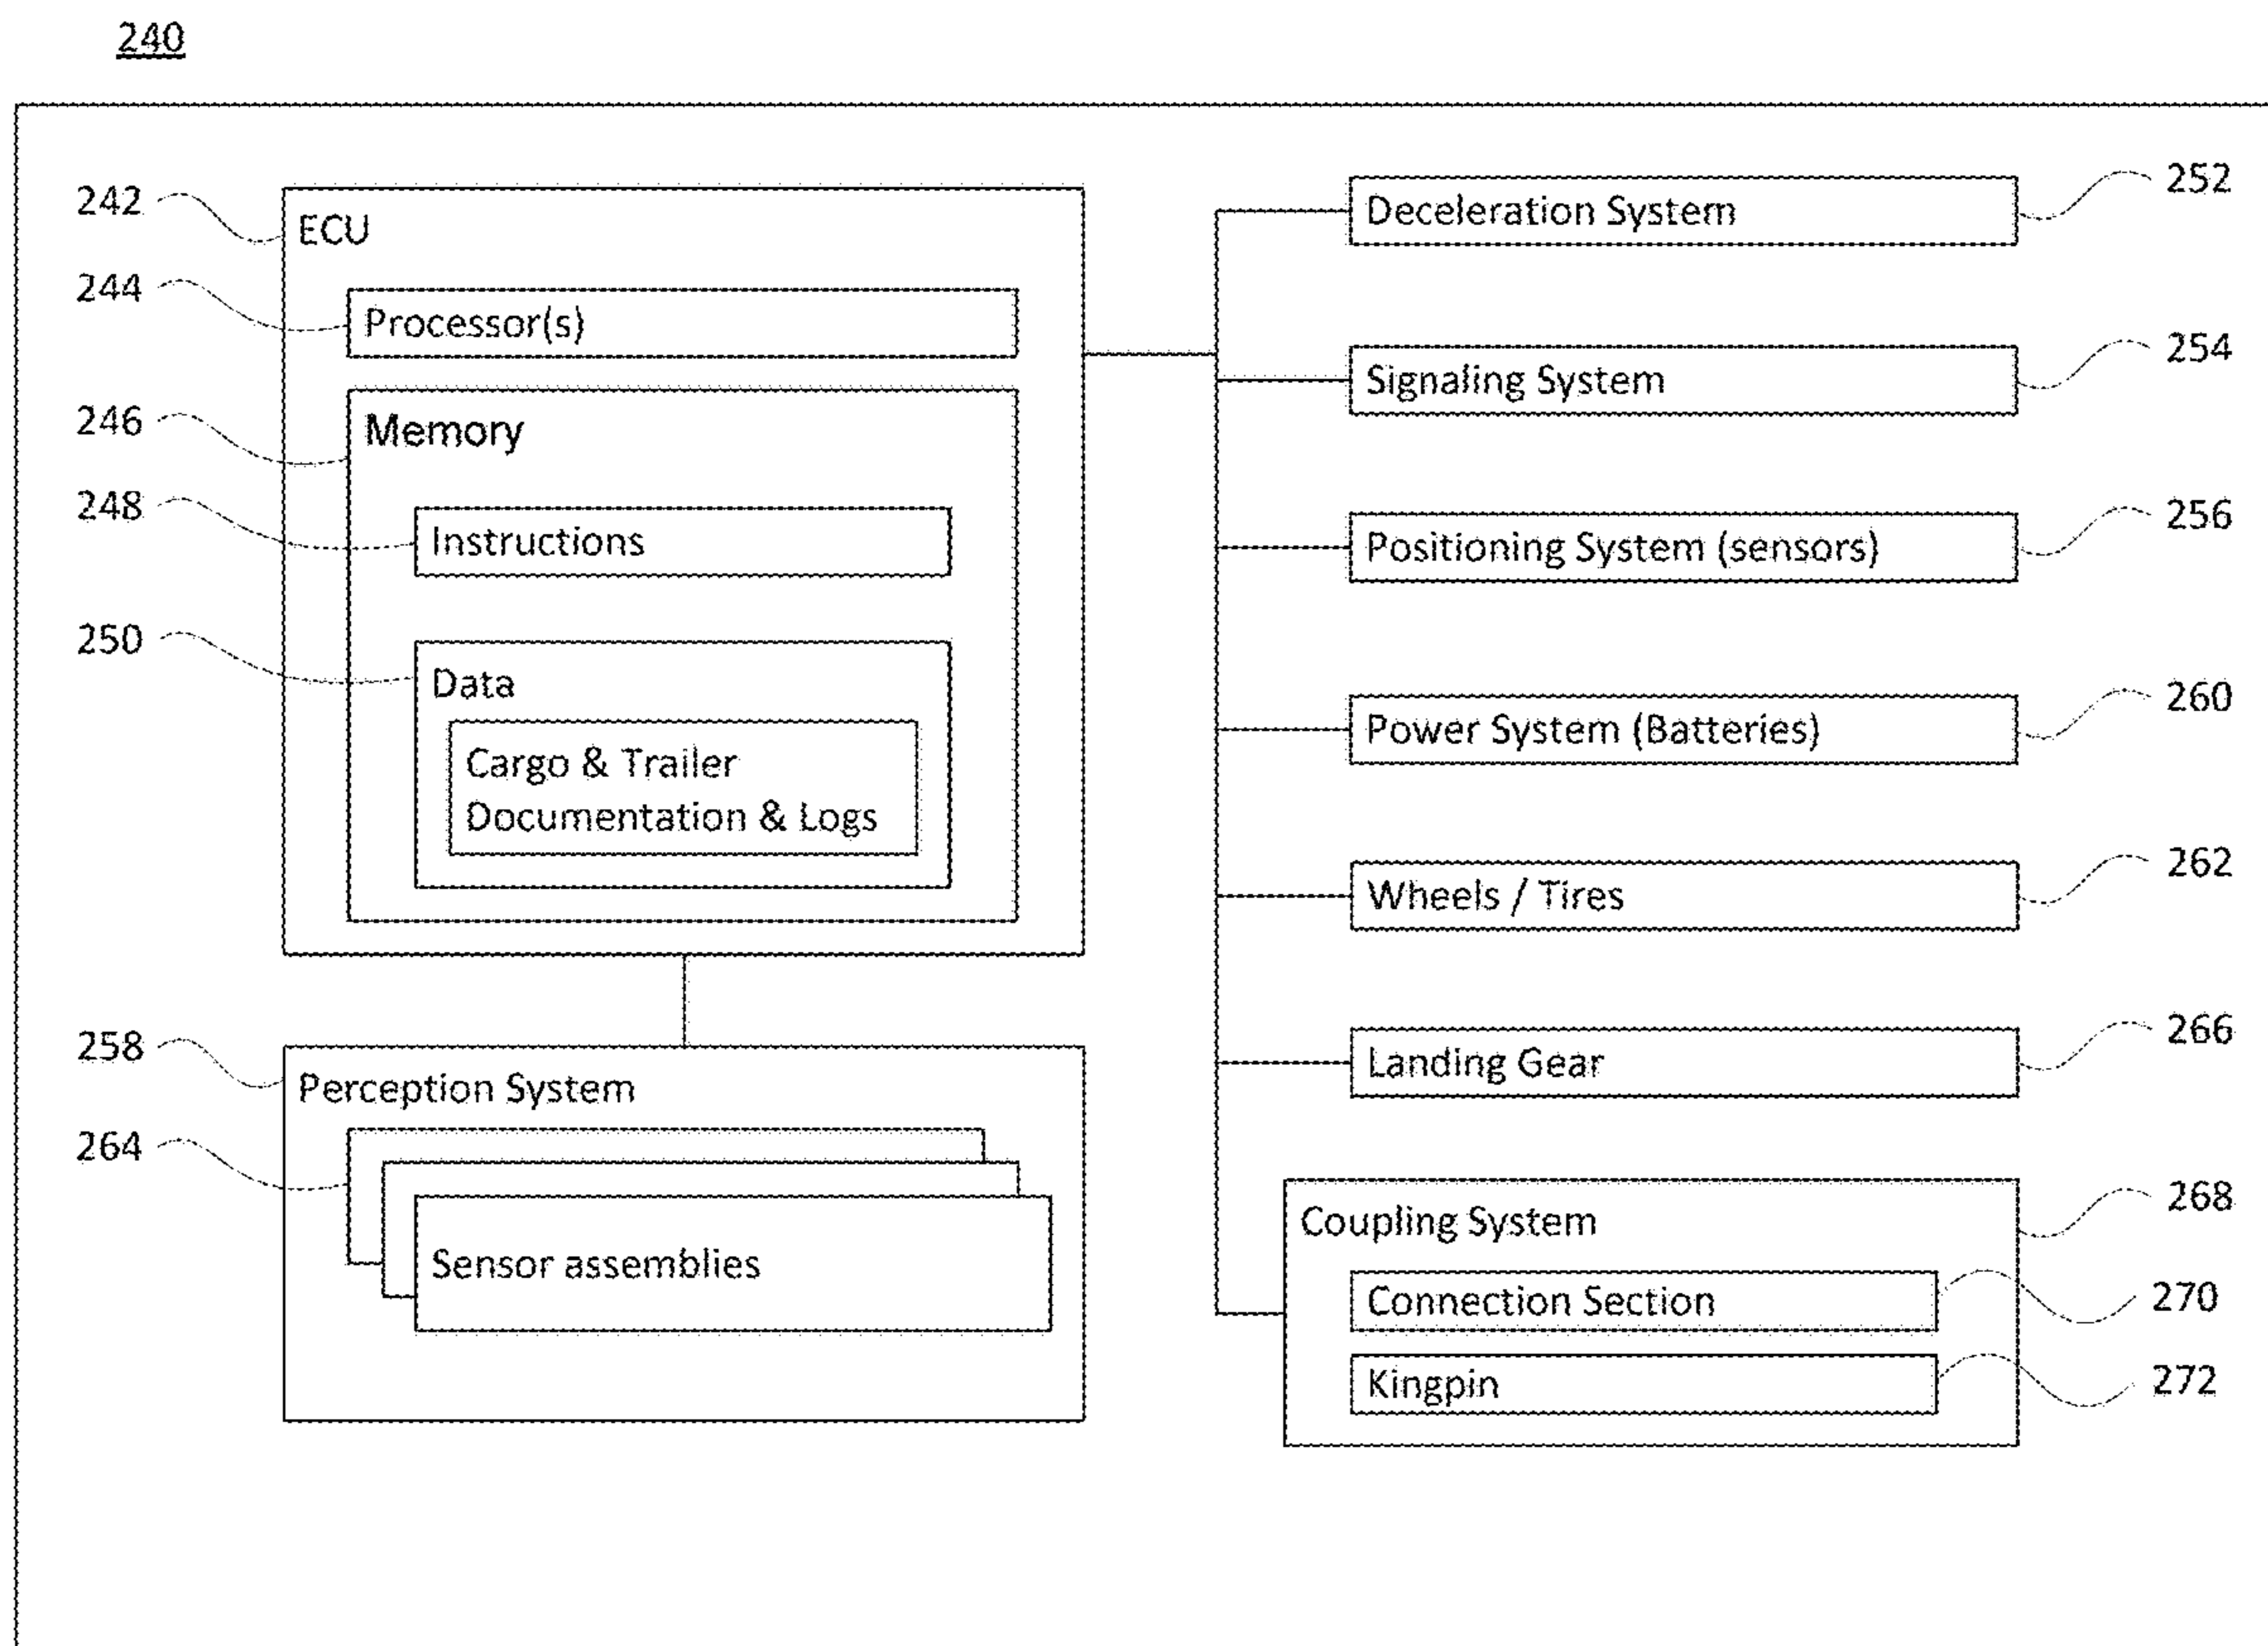 240
242
ECU
244
Processor(s)
246
Memory
248
Instructions
250
Data
Cargo & Trailer
Documentation & Logs
258
Perception System
264
Sensor assemblies
Deceleration System
252
Signaling System
254
Positioning System (sensors)
256
Power System (Batteries)
260
Wheels / Tires
262
Landing Gear
266
Coupling System
268
Connection Section
270
Kingpin
272